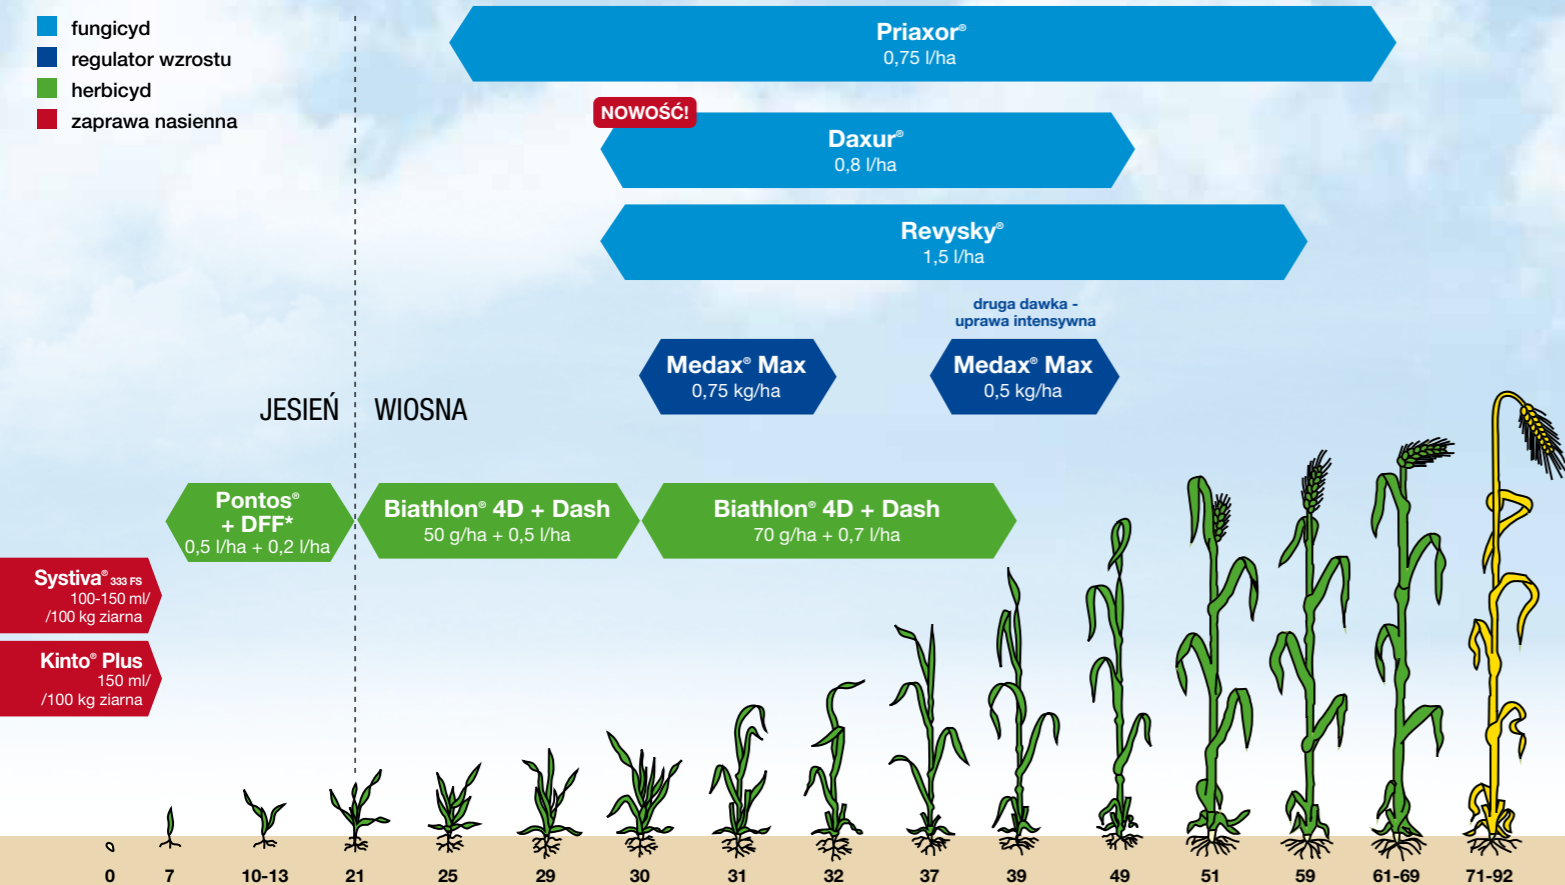 fungicyd
regulator wzrostu
herbicyd
zaprawa nasienna
Priaxor®
0,75 l/ha
NOWOŚĆ!
Daxur®
0,8 l/ha
Revysky®
1,5 l/ha
druga dawka -
uprawa intensywna
Medax® Max
0,75 kg/ha
Medax® Max
0,5 kg/ha
JESIEŃ
WIOSNA
Pontos®
+ DFF*
0,5 l/ha + 0,2 l/ha
Biathlon® 4D + Dash
50 g/ha + 0,5 l/ha
Biathlon® 4D + Dash
70 g/ha + 0,7 l/ha
Systiva® 333 FS
100-150 ml/
/100 kg ziarna
Kinto® Plus
150 ml/
/100 kg ziarna
0 7 10-13 21 25 29 30 31 32 37 39 49 51 59 61-69 71-92